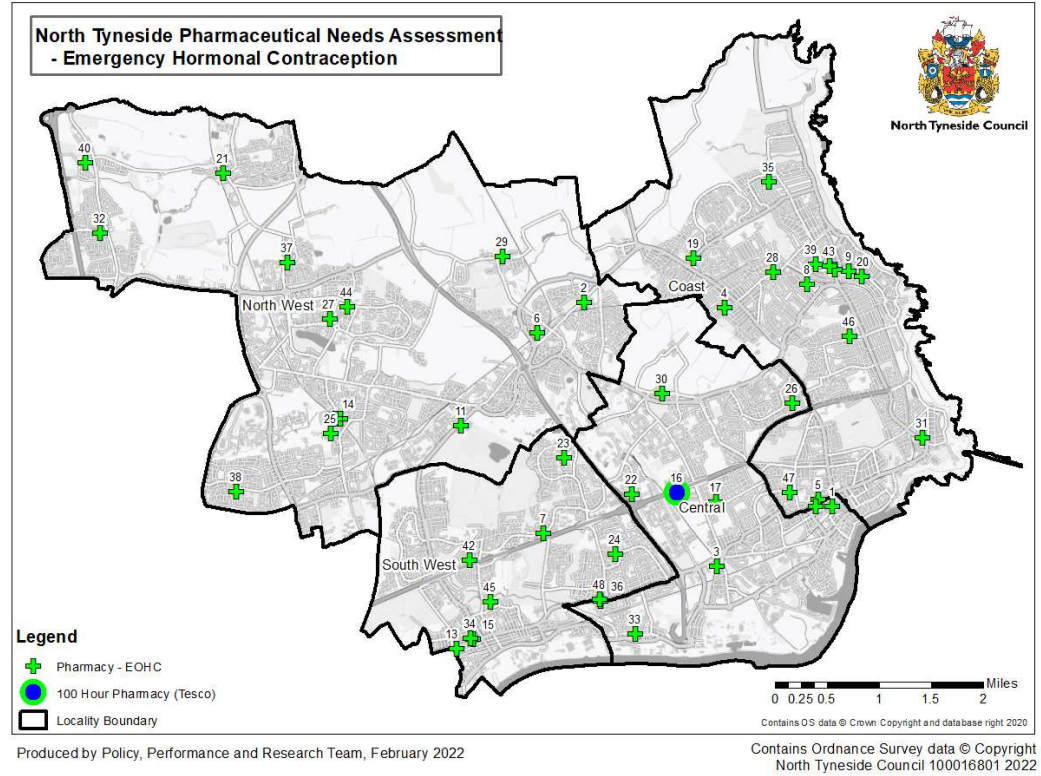 North Tyneside Pharmaceutical Needs Assessment
- Emergency Hormonal Contraception
North Tyneside Council
40
21
35
32
29
19
37
28
39
43
9
20
8
2
Coast
4
North West
44
27
6
46
30
26
14
25
11
31
23
38
22
16
17
47
5
1
Central
7
42
24
South West
3
48
36
45
34
15
13
33
Legend
Pharmacy - EOHC
100 Hour Pharmacy (Tesco)
Locality Boundary
Miles
0 0.25 0.5 1 1.5 2
Contains OS data © Crown Copyright and database right 2020
Produced by Policy, Performance and Research Team, February 2022
Contains Ordnance Survey data © Copyright
North Tyneside Council 100016801 2022